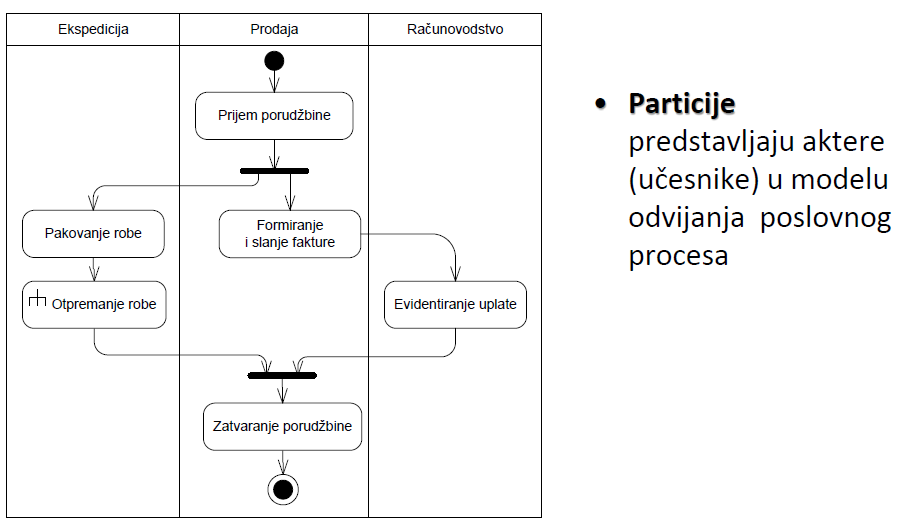 Ekspedicija
Prodaja
Računovodstvo
Prijem porudžbine
Pakovanje robe
Formiranje
i slanje fakture
Otpremanje robe
Evidentiranje uplate
Zatvaranje porudžbine
• Particije
predstavljaju aktere
(učesnike) u modelu
odvijanja poslovnog
procesa